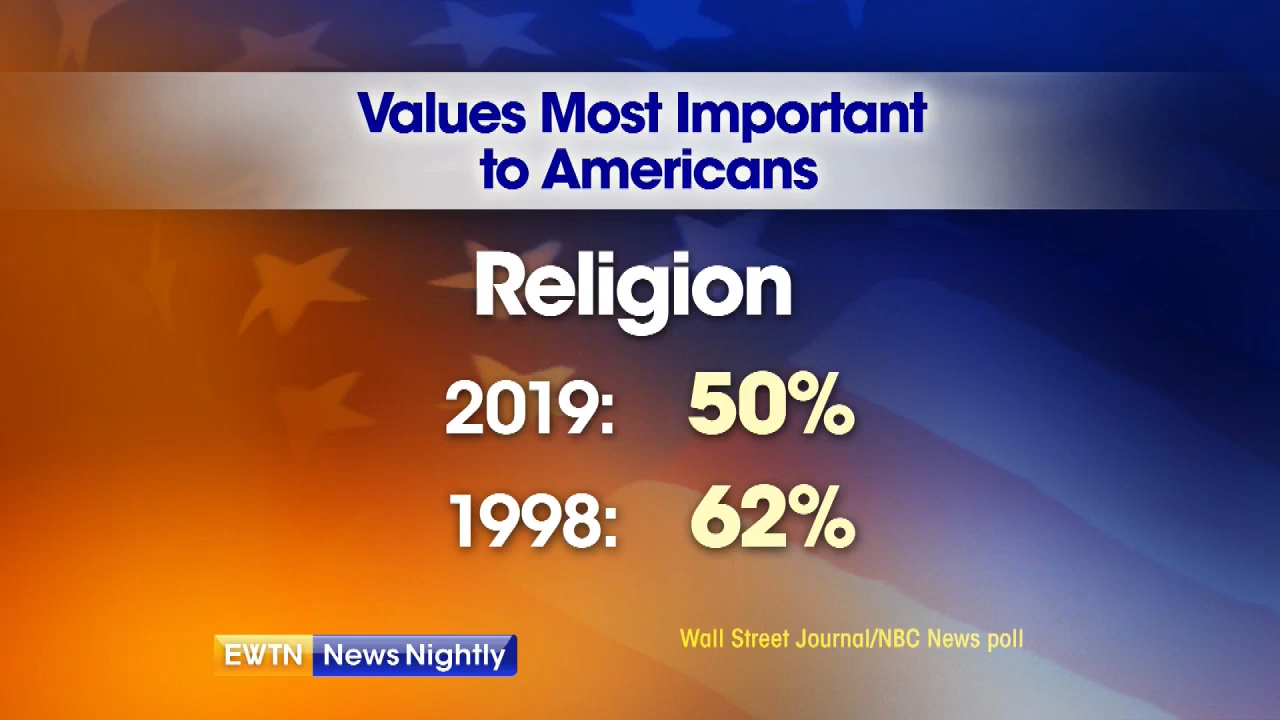 Values Most Important
to Americans
Religion
2019: 50%
1998: 62%
Wall Street Journal/NBC News poll
EWTN News Nightly